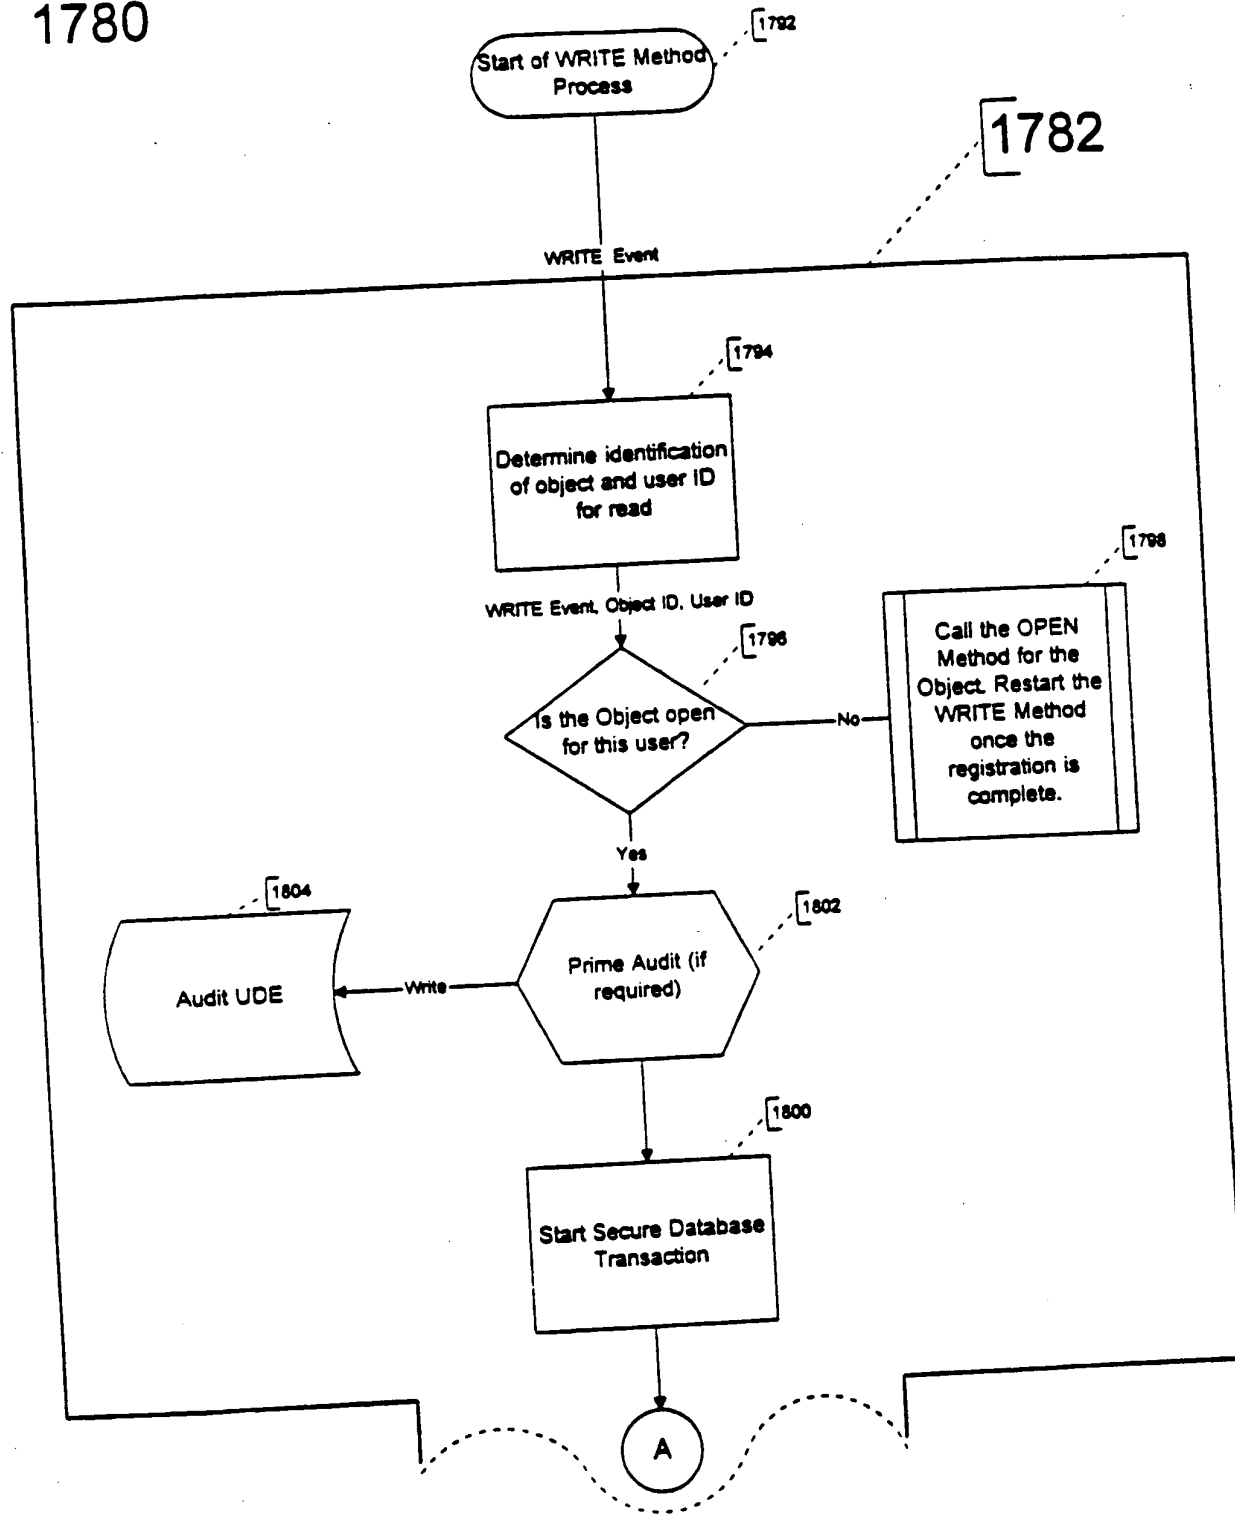 1780
1792
Start of WRITE Method
Process
1782
WRITE Event
1794
Determine identification
of object and user ID
for read
1798
WRITE Event, Object ID, User ID
1796
Call the OPEN
Method for the
Object. Restart the
WRITE Method
once the
registration is
complete.
Is the Object open
for this user?
No
Yes
1804
1802
Prime Audit (if
required)
Write
Audit UDE
1800
Start Secure Database
Transaction
A